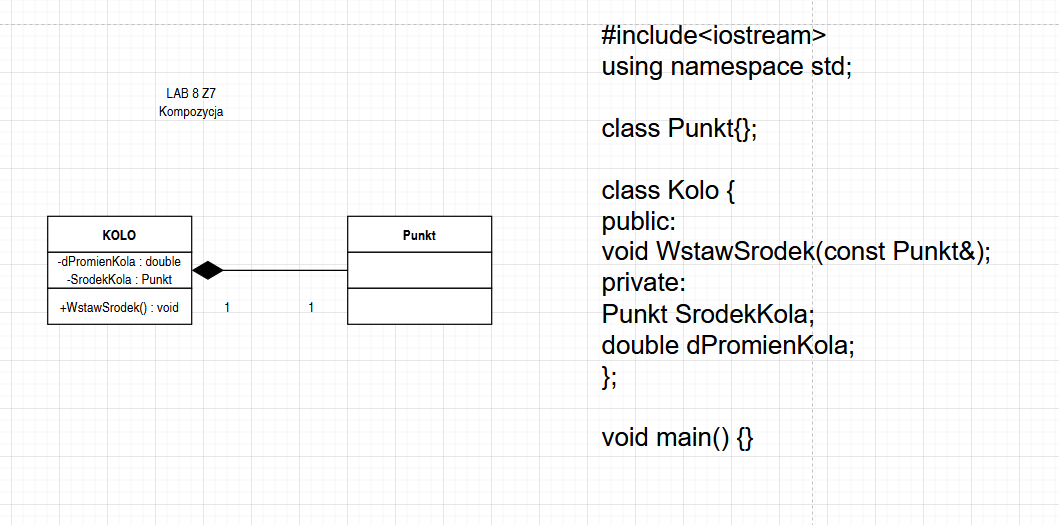 LAB 8 Z7
Kompozycja
KOLO
-dPromienKola : double
-SrodekKola : Punkt
+WstawSrodek() : void
1
1
Punkt
#include<iostream>
using namespace std;
class Punkt{};
class Kolo {
public:
void WstawSrodek(const Punkt&);
private:
Punkt SrodekKola;
double dPromienKola;
};
void main() {}